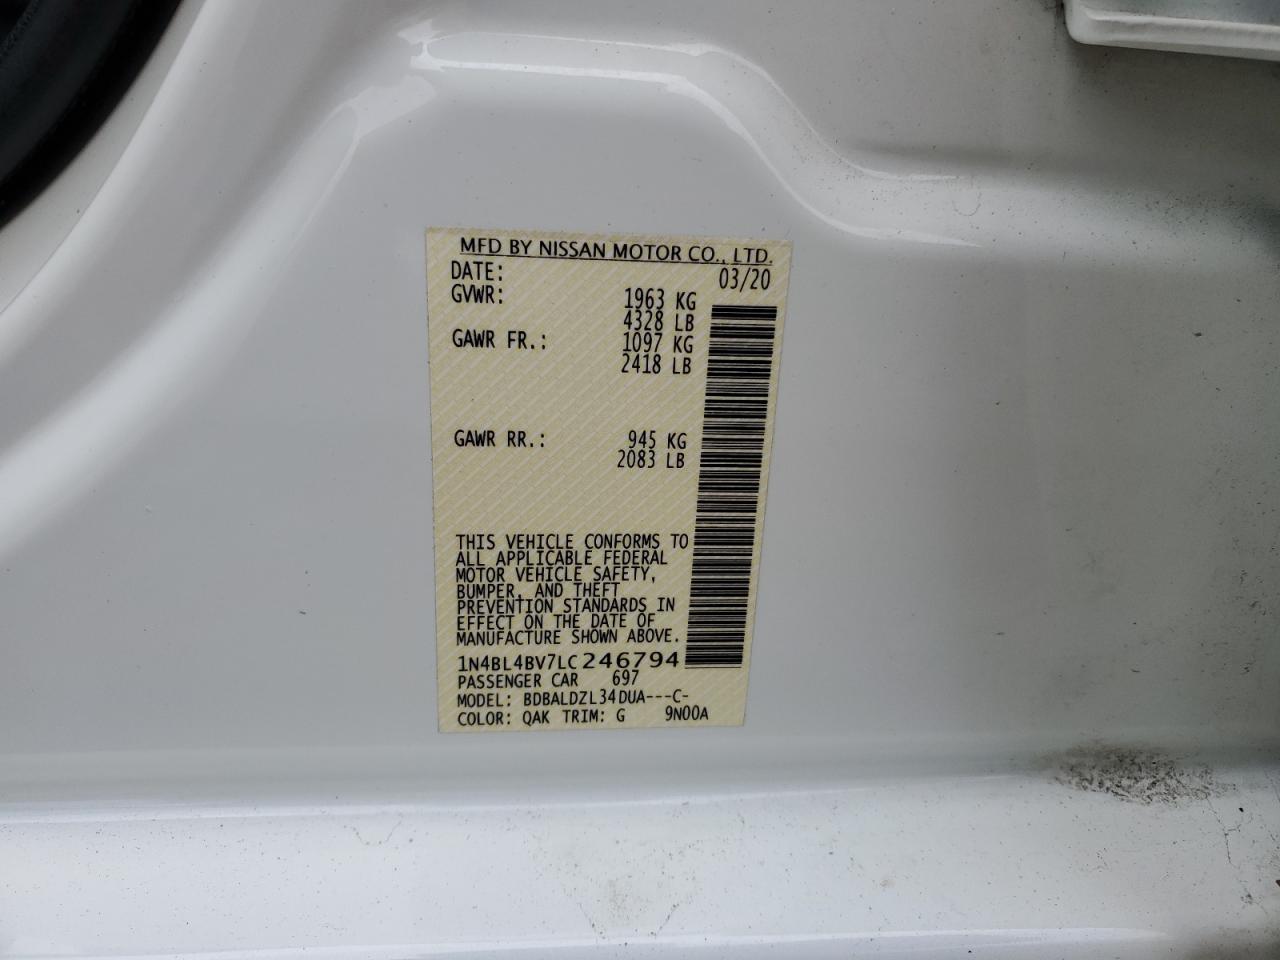 MFD BY NISSAN MOTOR CO., LTD.
DATE: 03/20
GVWR: 1963 KG
4328 LB
GAWR FR.: 1097 KG
2418 LB
GAWR RR.: 945 KG
2083 LB
THIS VEHICLE CONFORMS TO
ALL APPLICABLE FEDERAL
MOTOR VEHICLE SAFETY,
BUMPER, AND THEFT
PREVENTION STANDARDS IN
EFFECT ON THE DATE OF
MANUFACTURE SHOWN ABOVE.
1N4BL4BV7LC246794
PASSENGER CAR 697
MODEL: BDBALDZL34DUA---C-
COLOR: QAK TRIM: G 9N00A